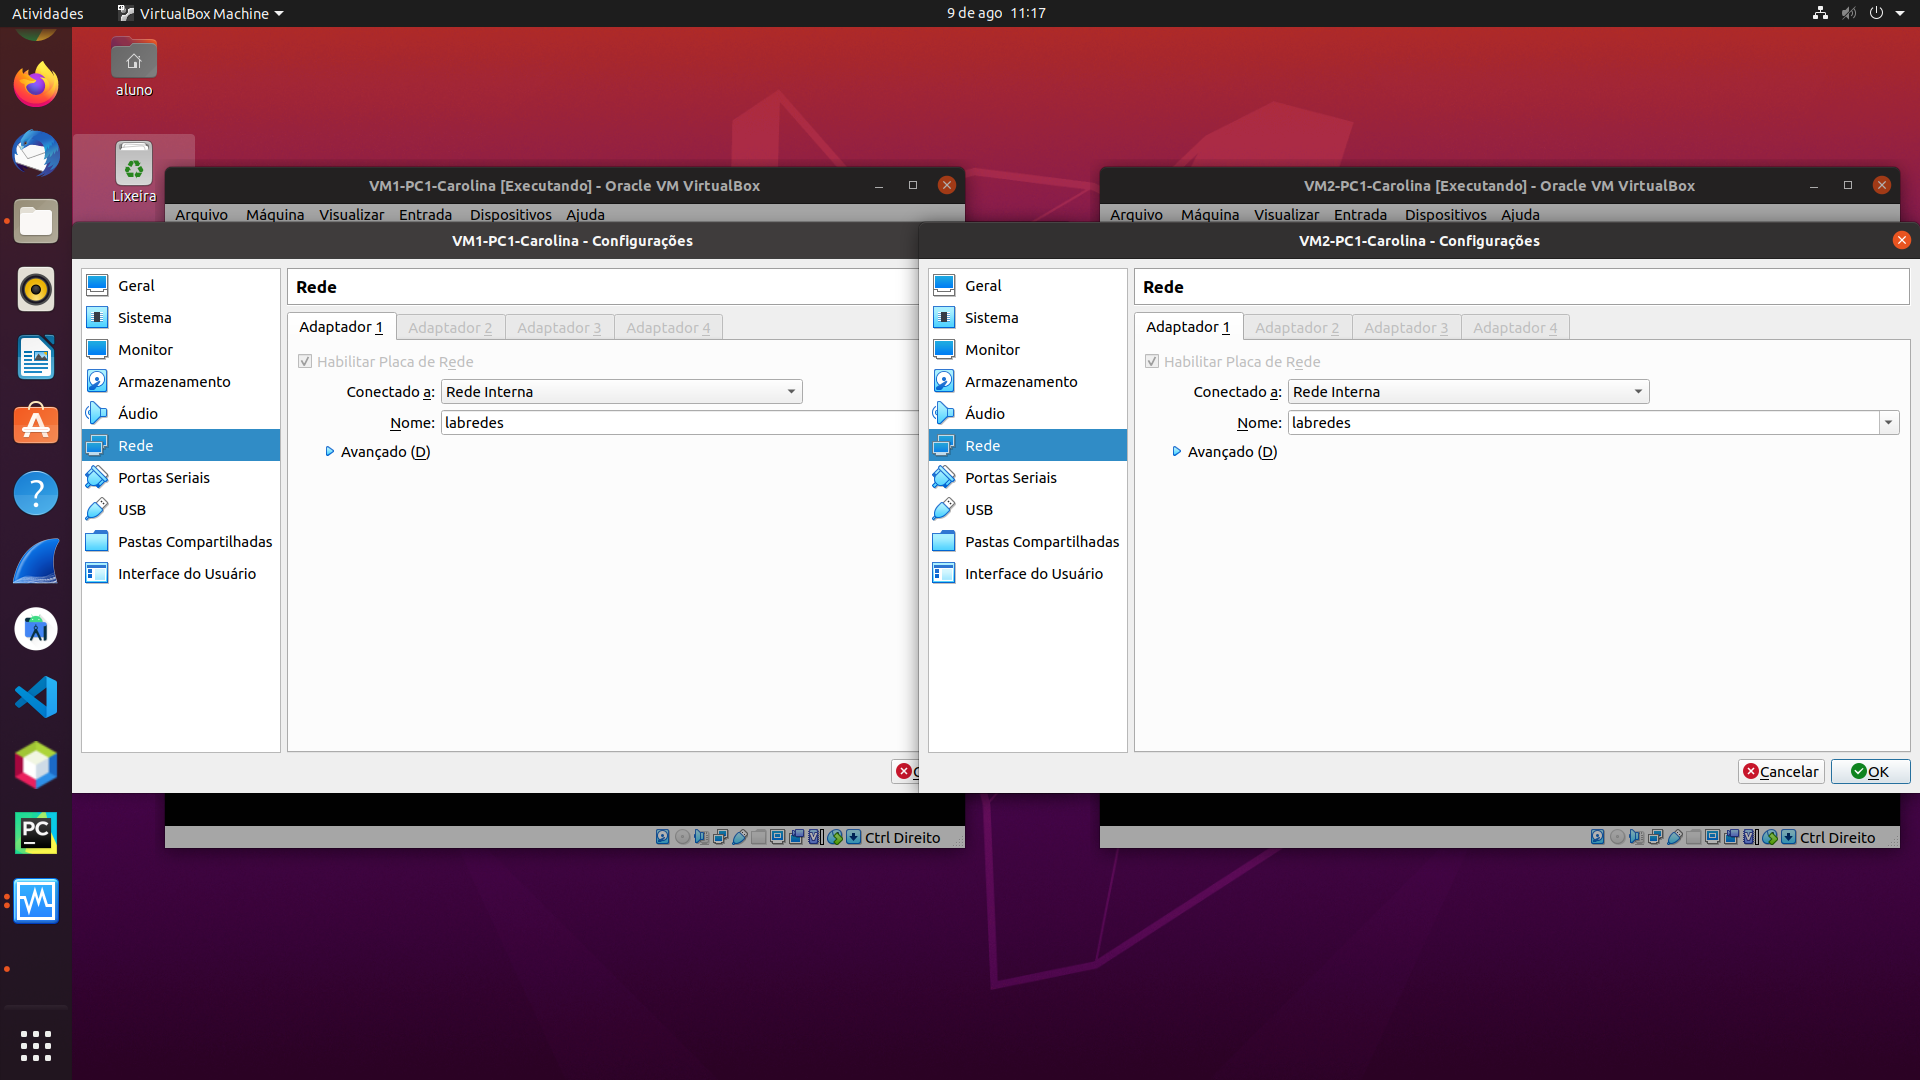 Atividades
VirtualBox Machine
9 de ago 11:17
aluno
Lixeira
VM1-PC1-Carolina [Executando] - Oracle VM VirtualBox
Arquivo Máquina Visualizar Entrada Dispositivos Ajuda
VM1-PC1-Carolina - Configurações
Geral
Sistema
Monitor
Armazenamento
Áudio
Rede
Portas Seriais
USB
Pastas Compartilhadas
Interface do Usuário
Rede
Adaptador 1 Adaptador 2 Adaptador 3 Adaptador 4
Habilitar Placa de Rede
Conectado a: Rede Interna
Nome: labredes
Avançado (D)
Ctrl Direito
VM2-PC1-Carolina [Executando] - Oracle VM VirtualBox
Arquivo Máquina Visualizar Entrada Dispositivos Ajuda
VM2-PC1-Carolina - Configurações
Geral
Sistema
Monitor
Armazenamento
Áudio
Rede
Portas Seriais
USB
Pastas Compartilhadas
Interface do Usuário
Rede
Adaptador 1 Adaptador 2 Adaptador 3 Adaptador 4
Habilitar Placa de Rede
Conectado a: Rede Interna
Nome: labredes
Avançado (D)
Cancelar OK
Ctrl Direito
PC